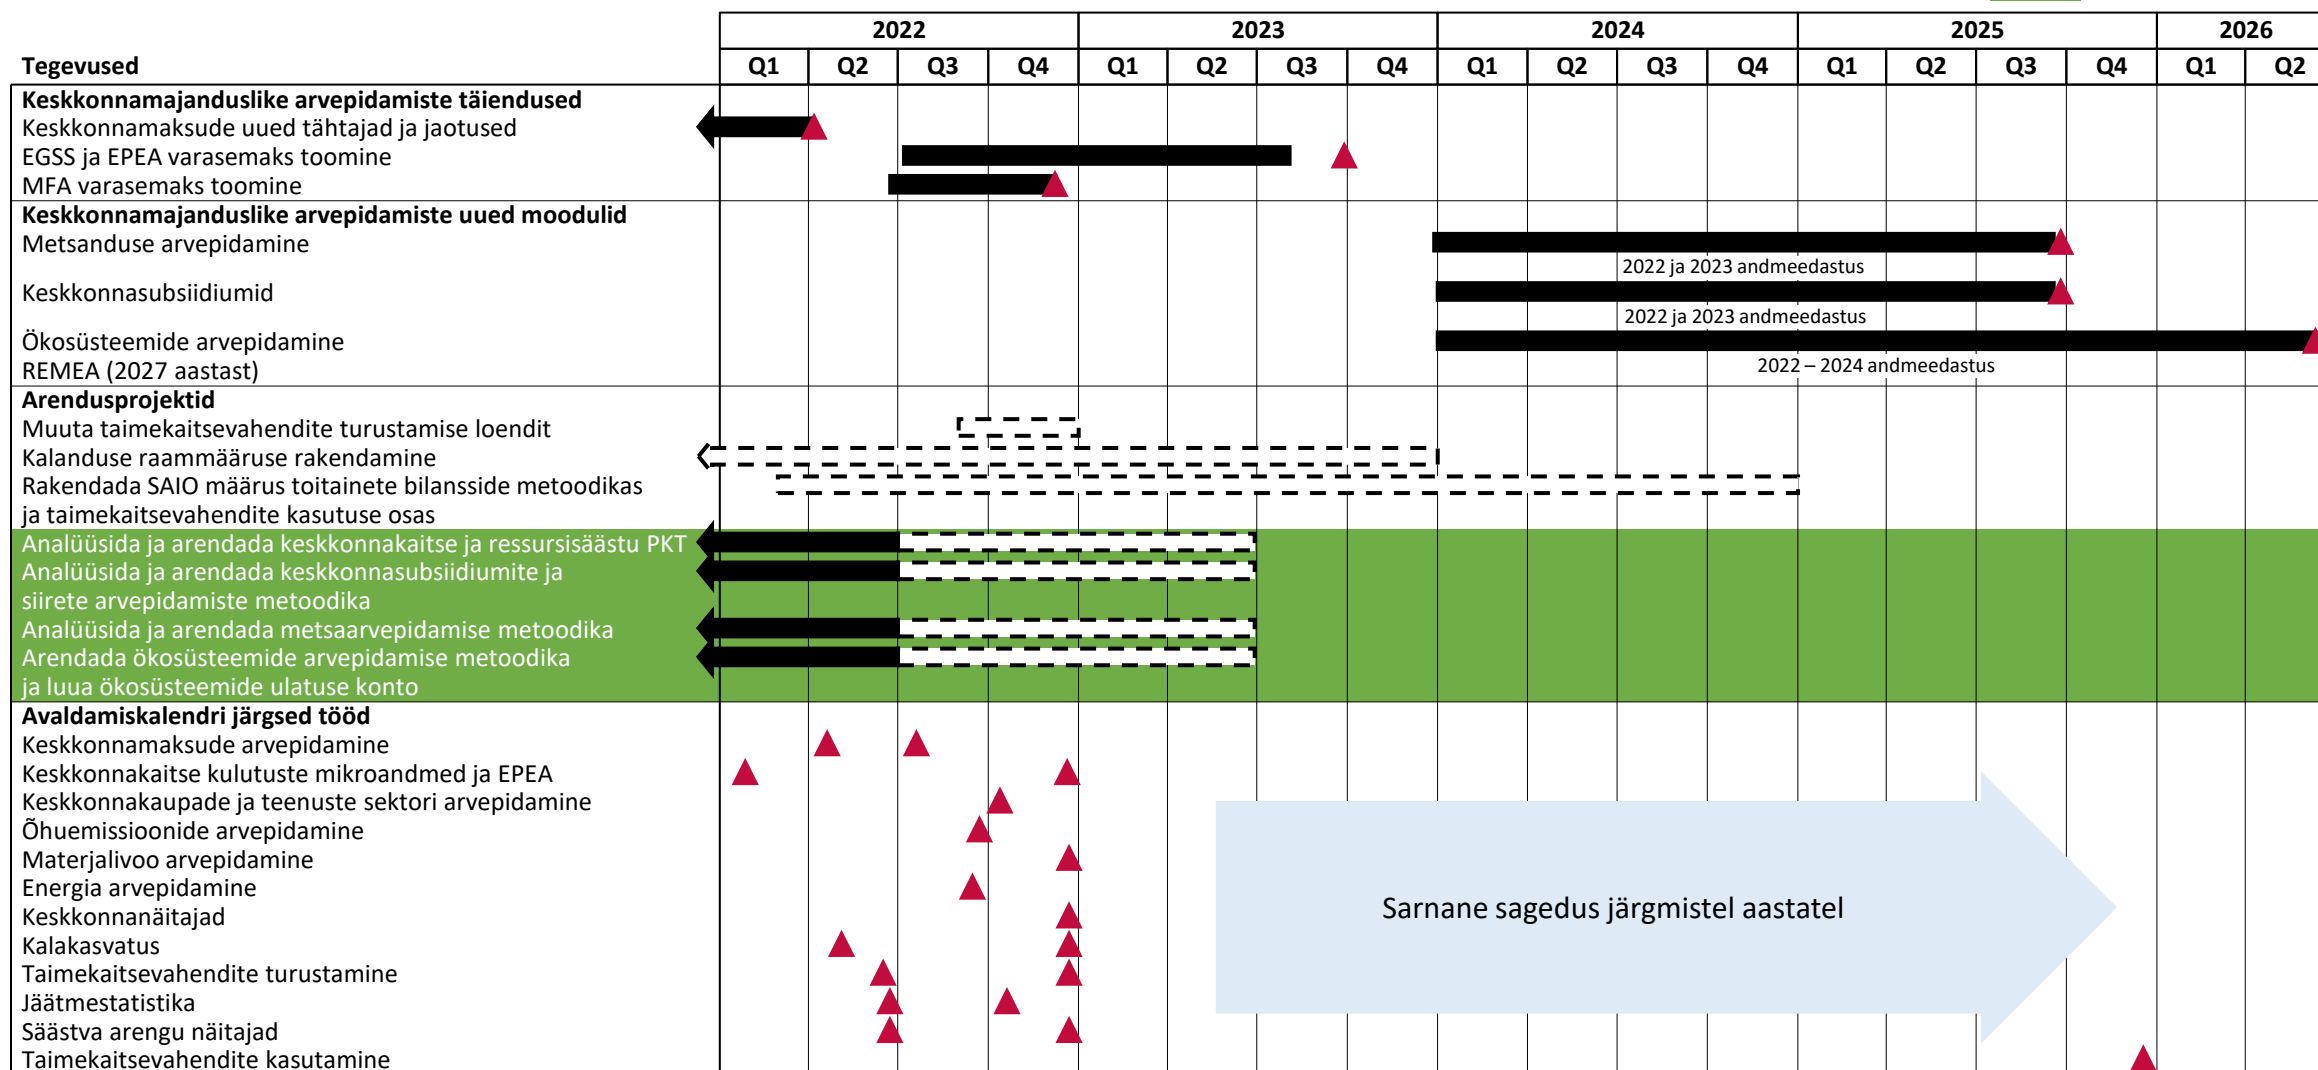 2022 2023 2024 2025 2026
Tegevused Q1 Q2 Q3 Q4 Q1 Q2 Q3 Q4 Q1 Q2 Q3 Q4 Q1 Q2 Q3 Q4 Q1 Q2
Keskkonnamajanduslike arvepidamiste täiendused
Keskkonnamaksude uued tähtajad ja jaotused
EGSS ja EPEA varasemaks toomine
MFA varasemaks toomine
Keskkonnamajanduslike arvepidamiste uued moodulid
Metsanduse arvepidamine
2022 ja 2023 andmeedastus
Keskkonnasubsiidiumid
2022 ja 2023 andmeedastus
Ökosüsteemide arvepidamine
2022 – 2024 andmeedastus
REMEA (2027 aastast)
Arendusprojektid
Muuta taimekaitsevahendite turustamise loendit
Kalanduse raammääruse rakendamine
Rakendada SAIO määrus toitainete bilansside metoodikas
ja taimekaitsevahendite kasutuse osas
Analüüsida ja arendada keskkonnakaitse ja ressursisäästu PKT
Analüüsida ja arendada keskkonnasubsiidiumite ja
siirete arvepidamiste metoodika
Analüüsida ja arendada metsaarvepidamise metoodika
Arendada ökosüsteemide arvepidamise metoodika
ja luua ökosüsteemide ulatuse konto
Avaldamiskalendri järgsed tööd
Keskkonnamaksude arvepidamine
Keskkonnakaitse kulutuste mikroandmed ja EPEA
Keskkonnakaupade ja teenuste sektori arvepidamine
Õhuemissioonide arvepidamine
Materjalivoo arvepidamine
Energia arvepidamine
Keskkonnanäitajad
Kalakasvatus
Taimekaitsevahendite turustamine
Jäätmestatistika
Säästva arengu näitajad
Taimekaitsevahendite kasutamine
Sarnane sagedus järgmistel aastatel